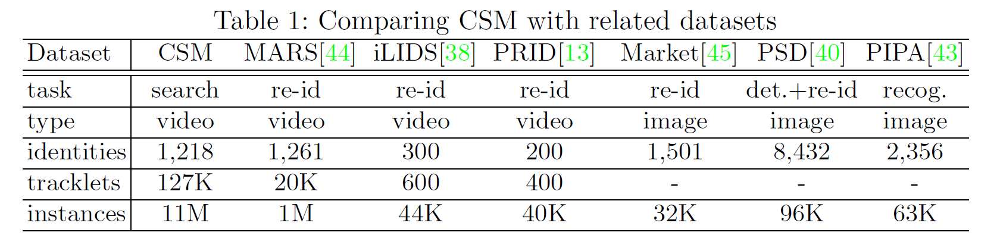 Table 1: Comparing CSM with related datasets
Dataset CSM MARS[44] iLIDS[38] PRID[13] Market[45] PSD[40] PIPA[43]
task search re-id re-id re-id re-id det.+re-id recog.
type video video video video image image image
identities 1,218 1,261 300 200 1,501 8,432 2,356
tracklets 127K 20K 600 400 - - -
instances 11M 1M 44K 40K 32K 96K 63K